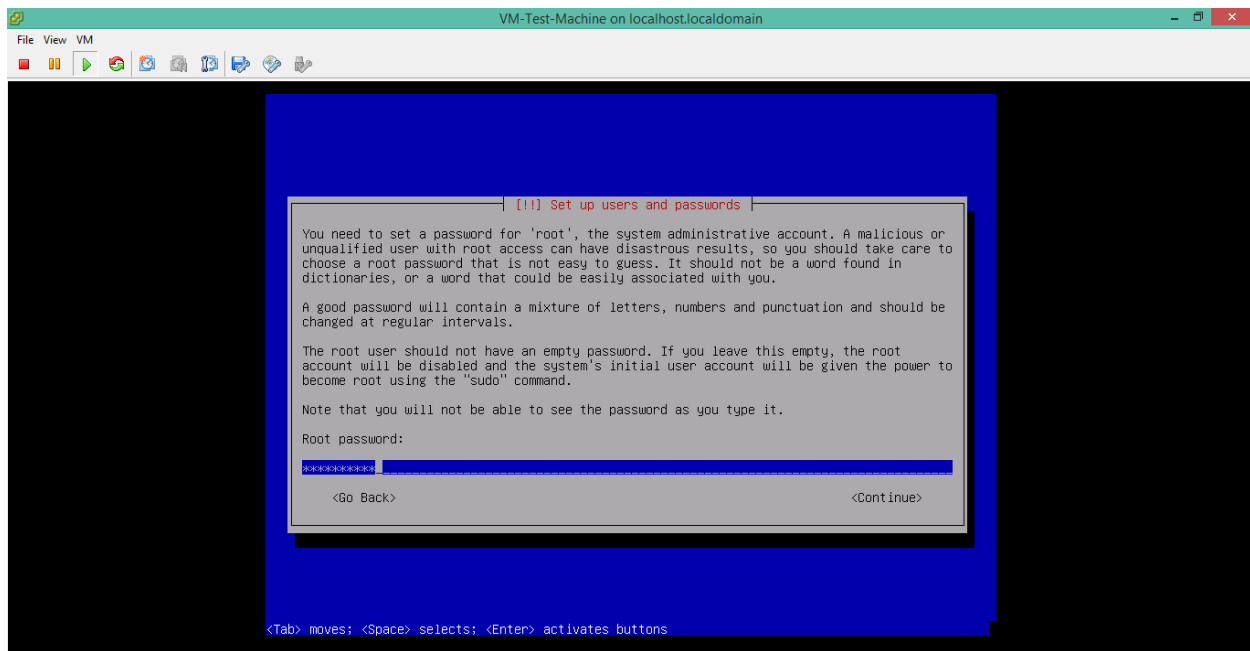 VM-Test-Machine on localhost.localdomain
File View VM
[!!] Set up users and passwords
You need to set a password for 'root', the system administrative account. A malicious or
unqualified user with root access can have disastrous results, so you should take care to
choose a root password that is not easy to guess. It should not be a word found in
dictionaries, or a word that could be easily associated with you.
A good password will contain a mixture of letters, numbers and punctuation and should be
changed at regular intervals.
The root user should not have an empty password. If you leave this empty, the root
account will be disabled and the system's initial user account will be given the power to
become root using the "sudo" command.
Note that you will not be able to see the password as you type it.
Root password:
**********
<Go Back> <Continue>
<Tab> moves; <Space> selects; <Enter> activates buttons